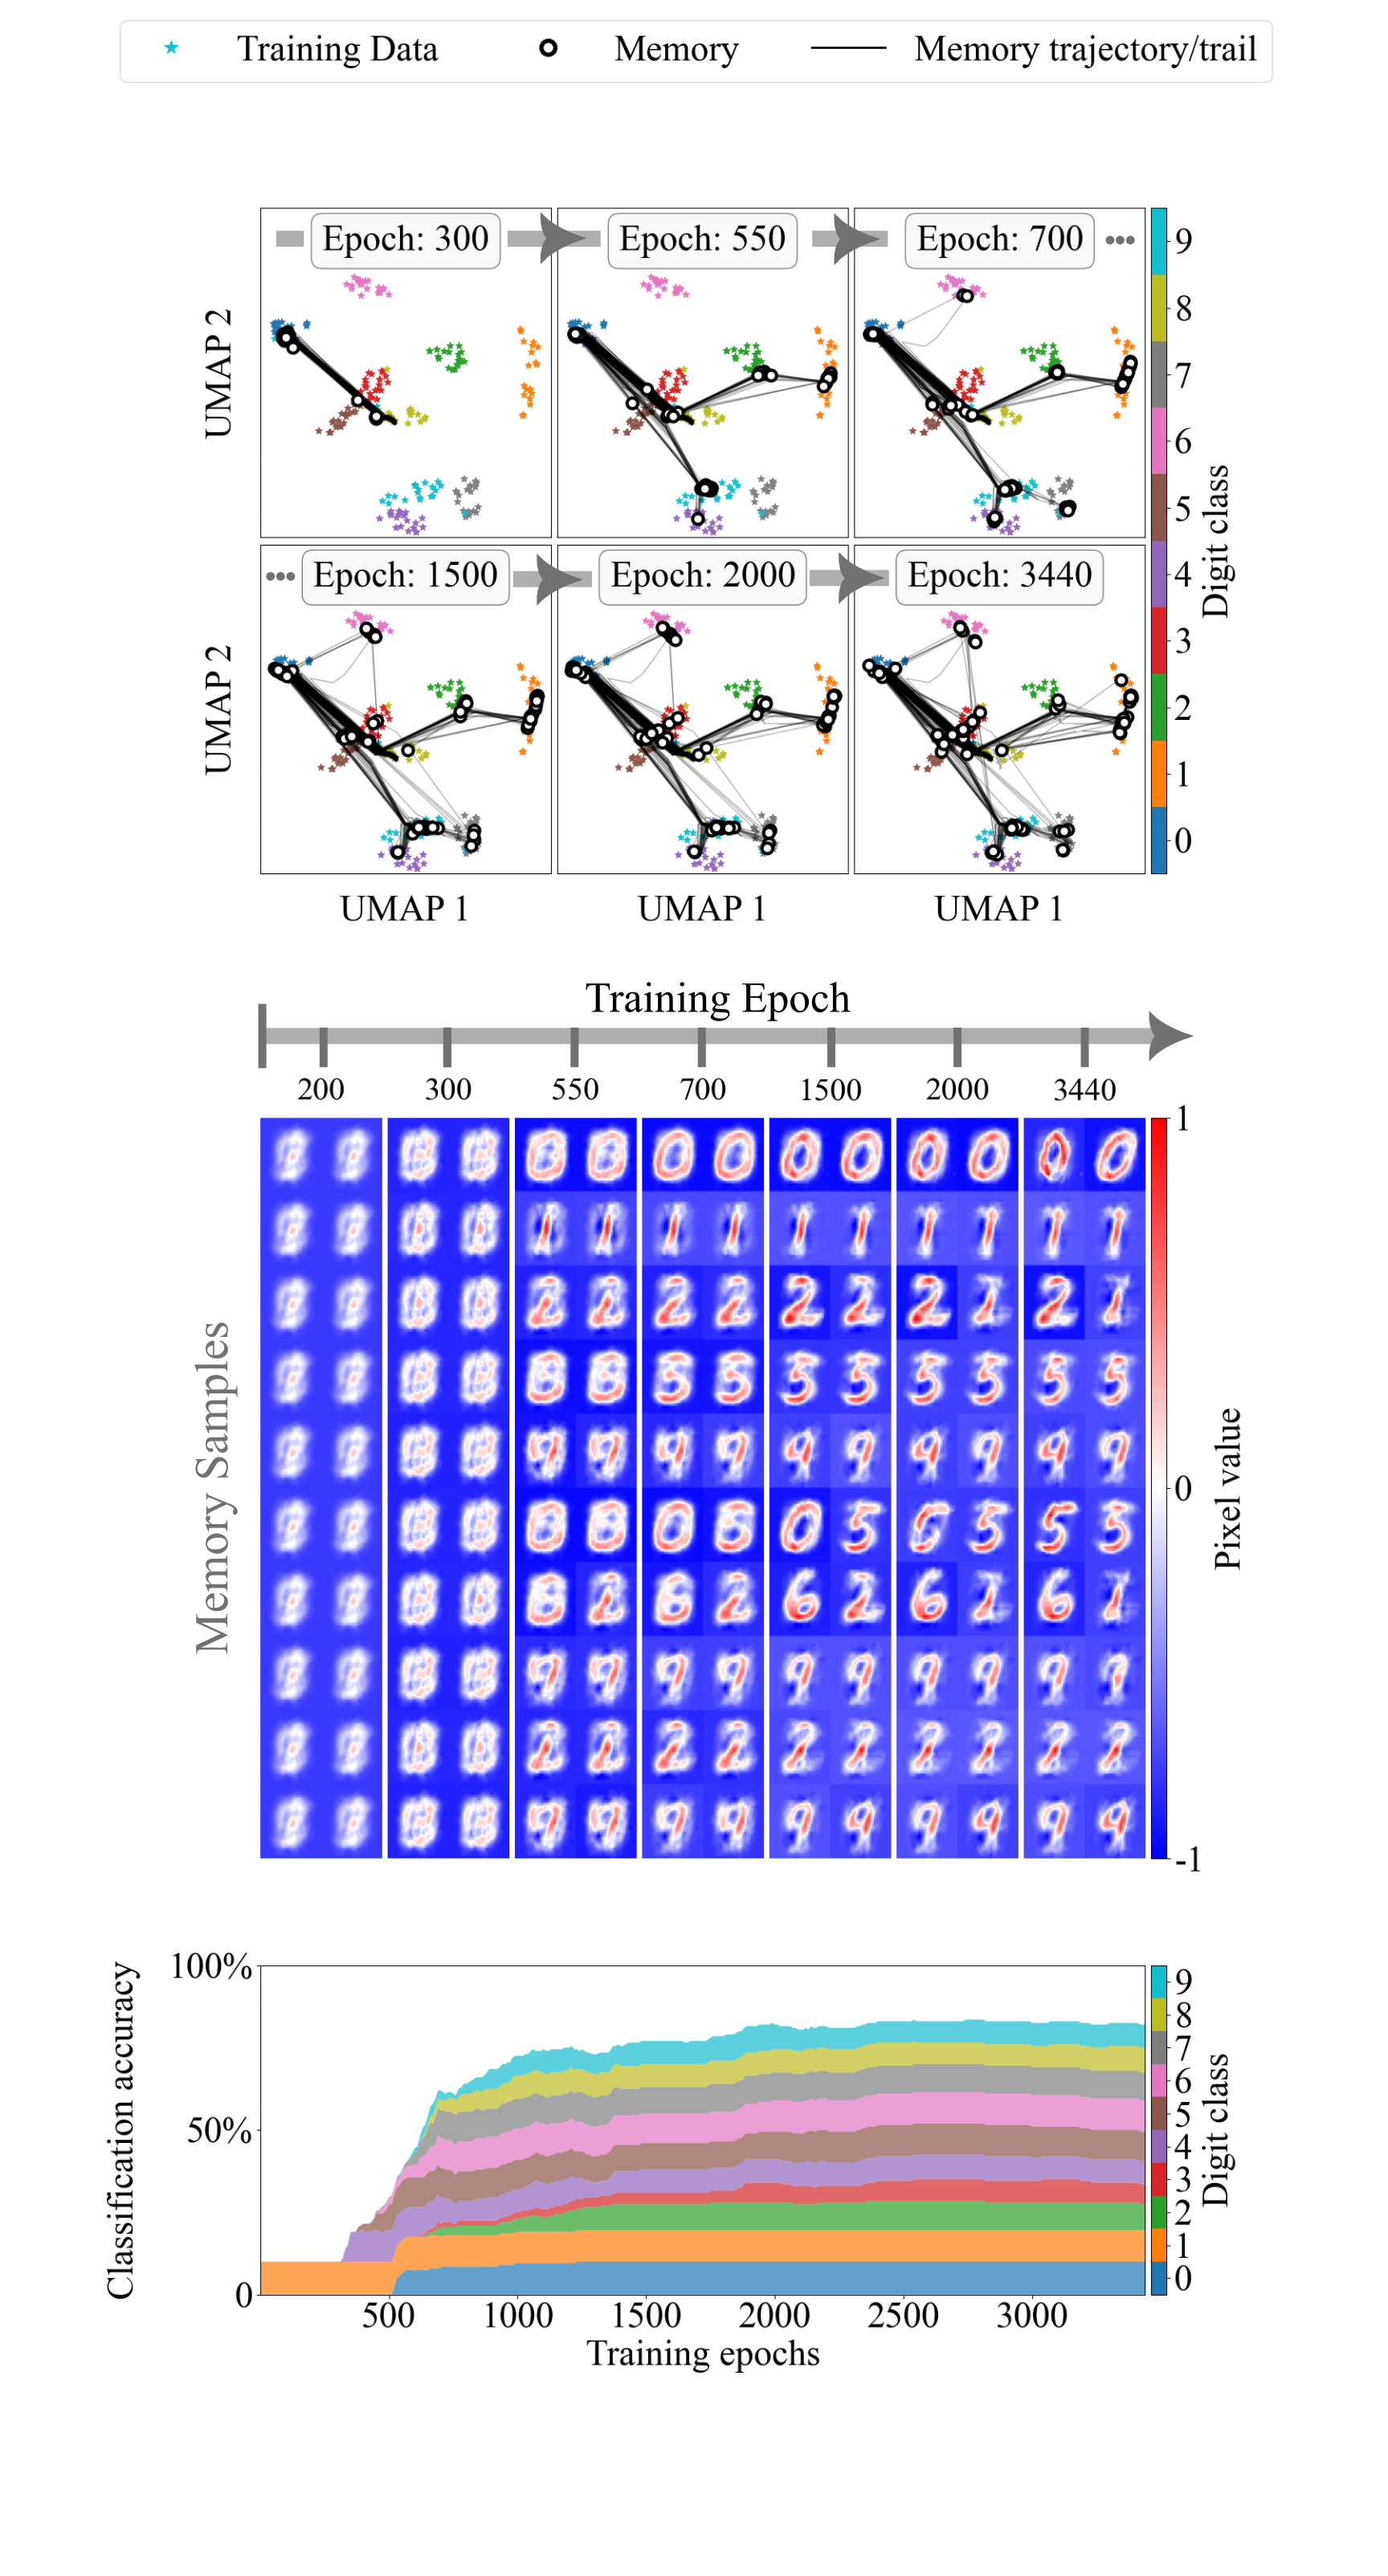 Training Data Memory Memory trajectory/trail
Epoch: 300 Epoch: 550 Epoch: 700
UMAP 2
9
8
7
6
5
4
3
2
1
0
Digit class
Epoch: 1500 Epoch: 2000 Epoch: 3440
UMAP 2
UMAP 1 UMAP 1 UMAP 1
Training Epoch
200 300 550 700 1500 2000 3440
Memory Samples
1
0
-1
Pixel value
Classification accuracy
100%
50%
0
9
8
7
6
5
4
3
2
1
0
Digit class
500 1000 1500 2000 2500 3000
Training epochs